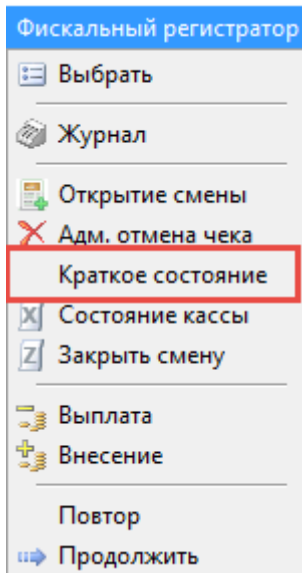 Фискальный регистратор
Выбрать
Журнал
Открытие смены
Адм. отмена чека
Краткое состояние
X Состояние кассы
Z Закрыть смену
Выплата
Внесение
Повтор
Продолжить